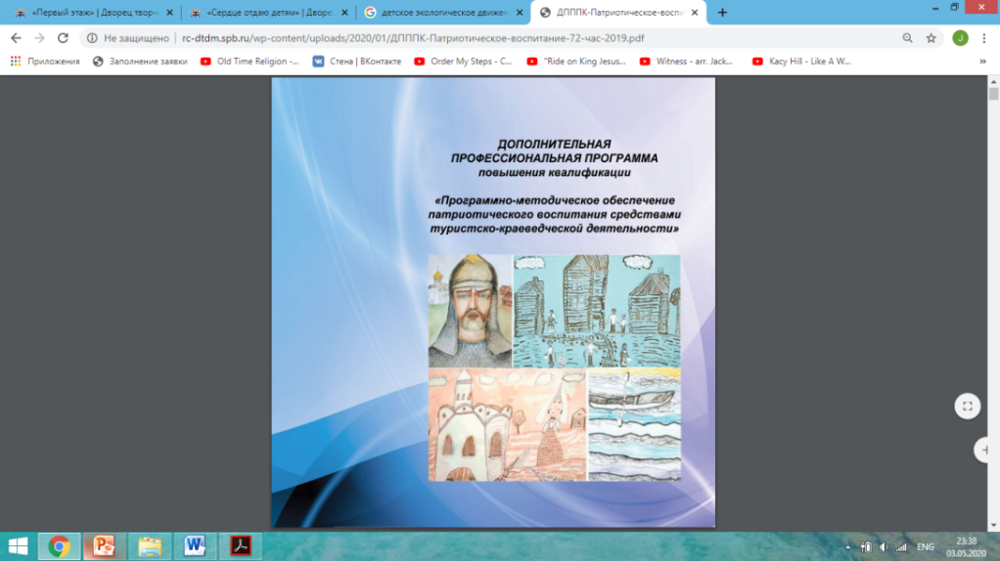 «Первый этаж» | Дворец творч
«Сердце отдаю детям» | Дворе
детское экологическое движен
ДПППК-Патриотическое-воспи
Не защищено | rc-dtdm.spb.ru/wp-content/uploads/2020/01/ДПППК-Патриотическое-воспитание-72-час-2019.pdf
J
Приложения Заполнение заявки Old Time Religion -... Стена | ВКонтакте Order My Steps - C... "Ride on King Jesus... Witness - arr. Jack... Kacy Hill - Like A W... »
ДОПОЛНИТЕЛЬНАЯ
ПРОФЕССИОНАЛЬНАЯ ПРОГРАММА
повышения квалификации
«Программно-методическое обеспечение
патриотического воспитания средствами
туристско-краеведческой деятельности»
ENG
23:38
03.05.2020